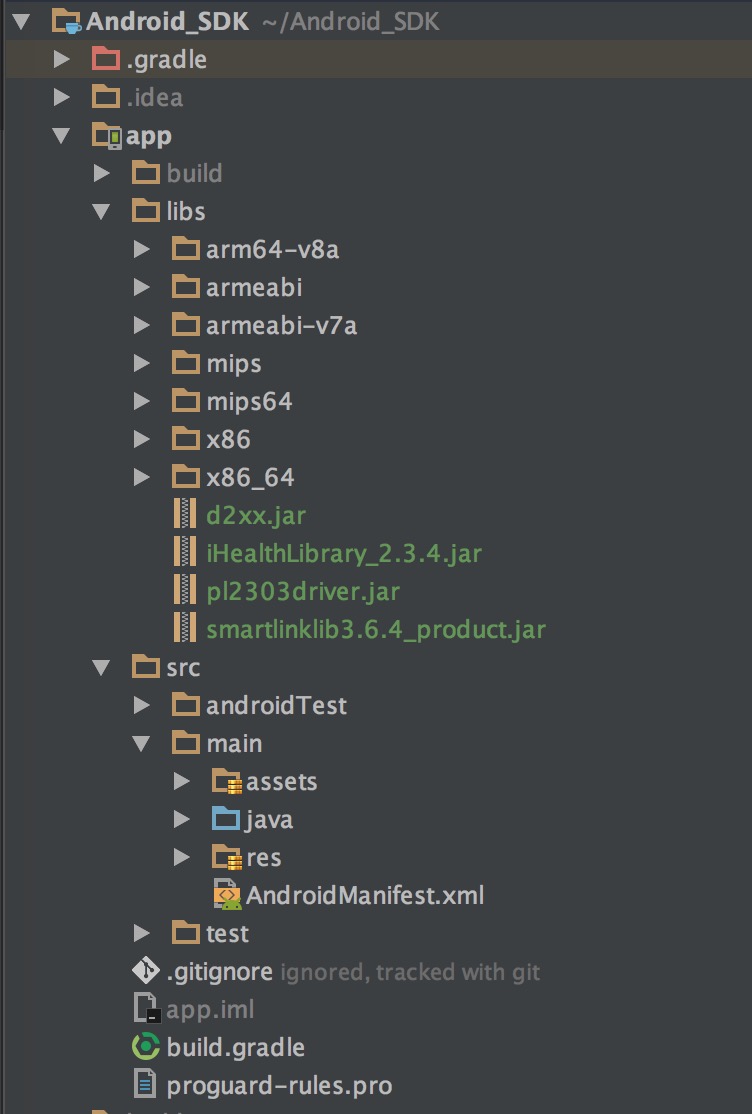 Android_SDK ~/Android_SDK
.gradle
.idea
app
build
libs
arm64-v8a
armeabi
armeabi-v7a
mips
mips64
x86
x86_64
d2xx.jar
iHealthLibrary_2.3.4.jar
pl2303driver.jar
smartlinklib3.6.4_product.jar
src
androidTest
main
assets
java
res
AndroidManifest.xml
test
.gitignore ignored, tracked with git
app.iml
build.gradle
proguard-rules.pro